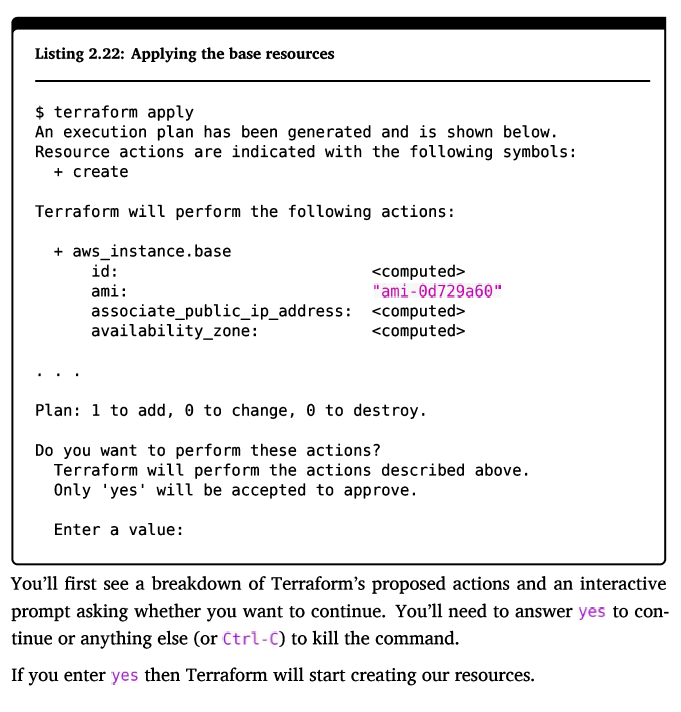 Listing 2.22: Applying the base resources
$ terraform apply
An execution plan has been generated and is shown below.
Resource actions are indicated with the following symbols:
  + create
Terraform will perform the following actions:
  + aws_instance.base
      id:                           <computed>
      ami:                          "ami-0d729a60"
      associate_public_ip_address:  <computed>
      availability_zone:            <computed>
. . .
Plan: 1 to add, 0 to change, 0 to destroy.
Do you want to perform these actions?
  Terraform will perform the actions described above.
  Only 'yes' will be accepted to approve.
  Enter a value:
You’ll first see a breakdown of Terraform’s proposed actions and an interactive
prompt asking whether you want to continue. You’ll need to answer yes to con-
tinue or anything else (or Ctrl-C) to kill the command.
If you enter yes then Terraform will start creating our resources.